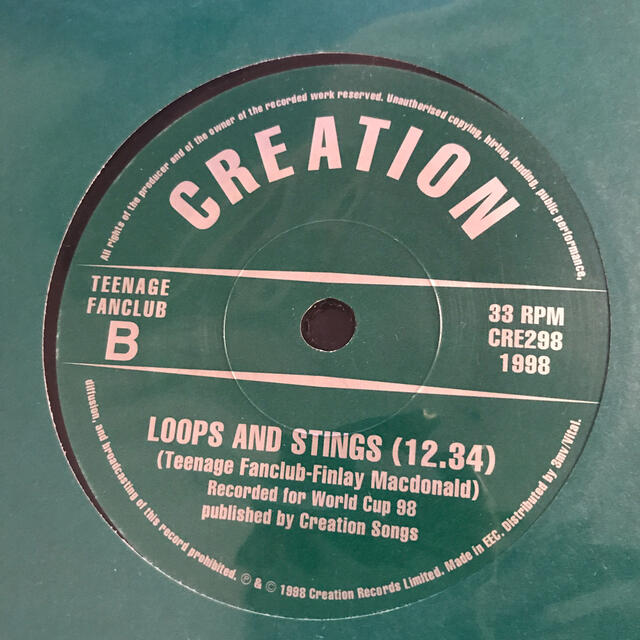 All rights of the producer and of the owner of the recorded work reserved. Unauthorised copying, hiring, lending, public performance,
CREATION
TEENAGE
FANCLUB
B
33 RPM
CRE298
1998
LOOPS AND STINGS (12.34)
(Teenage Fanclub-Finlay Macdonald)
Recorded for World Cup 98
published by Creation Songs
diffusion, and broadcasting of this record prohibited. ℗ & © 1998 Creation Records Limited. Made in EEC. Distributed by 3mv/Vital.